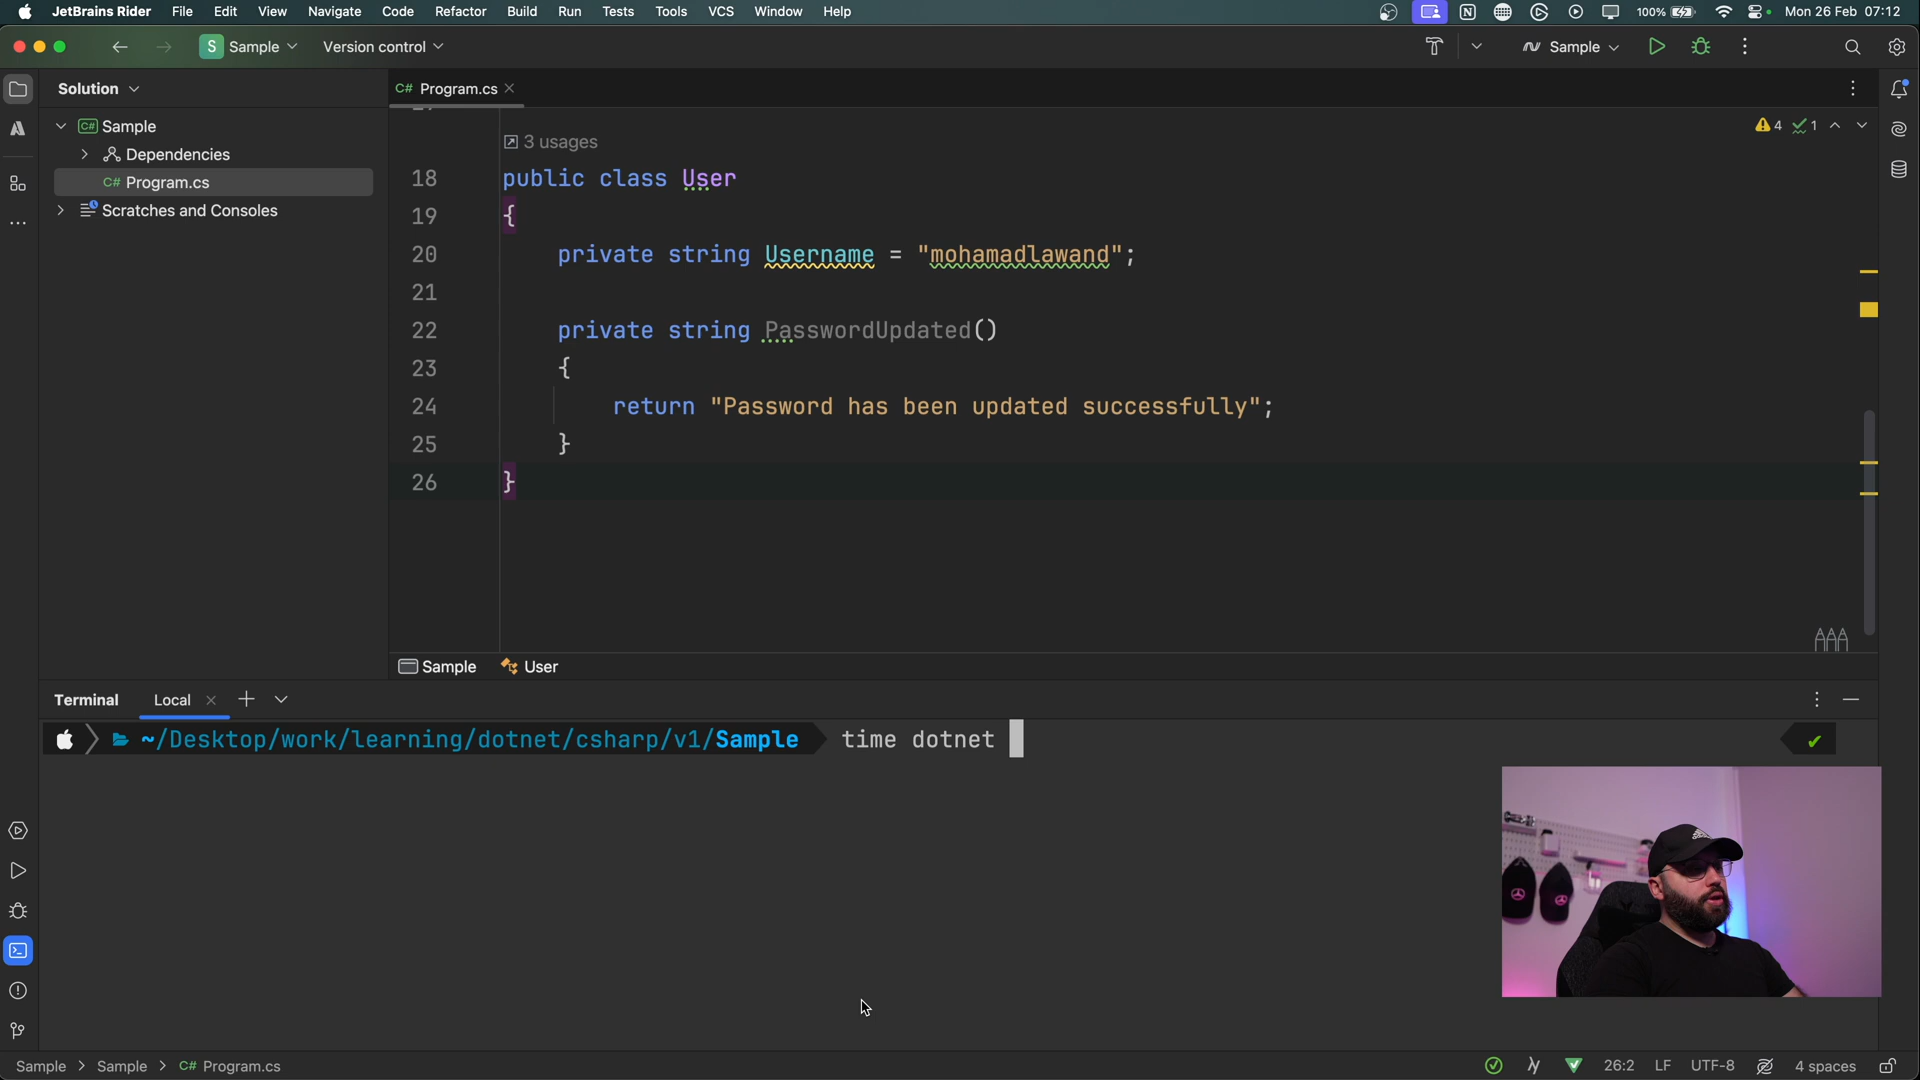 JetBrains Rider File Edit View Navigate Code Refactor Build Run Tests Tools VCS Window Help 100% Mon 26 Feb 07:12
S Sample Version control Sample
Solution
C# Program.cs
C# Sample
Dependencies
C# Program.cs
Scratches and Consoles
4 1
3 usages
18 public class User
19 {
20 private string Username = "mohamadlawand";
21
22 private string PasswordUpdated()
23 {
24 return "Password has been updated successfully";
25 }
26 }
Sample User
Terminal Local
~/Desktop/work/learning/dotnet/csharp/v1/Sample time dotnet
Sample > Sample > C# Program.cs 26:2 LF UTF-8 4 spaces